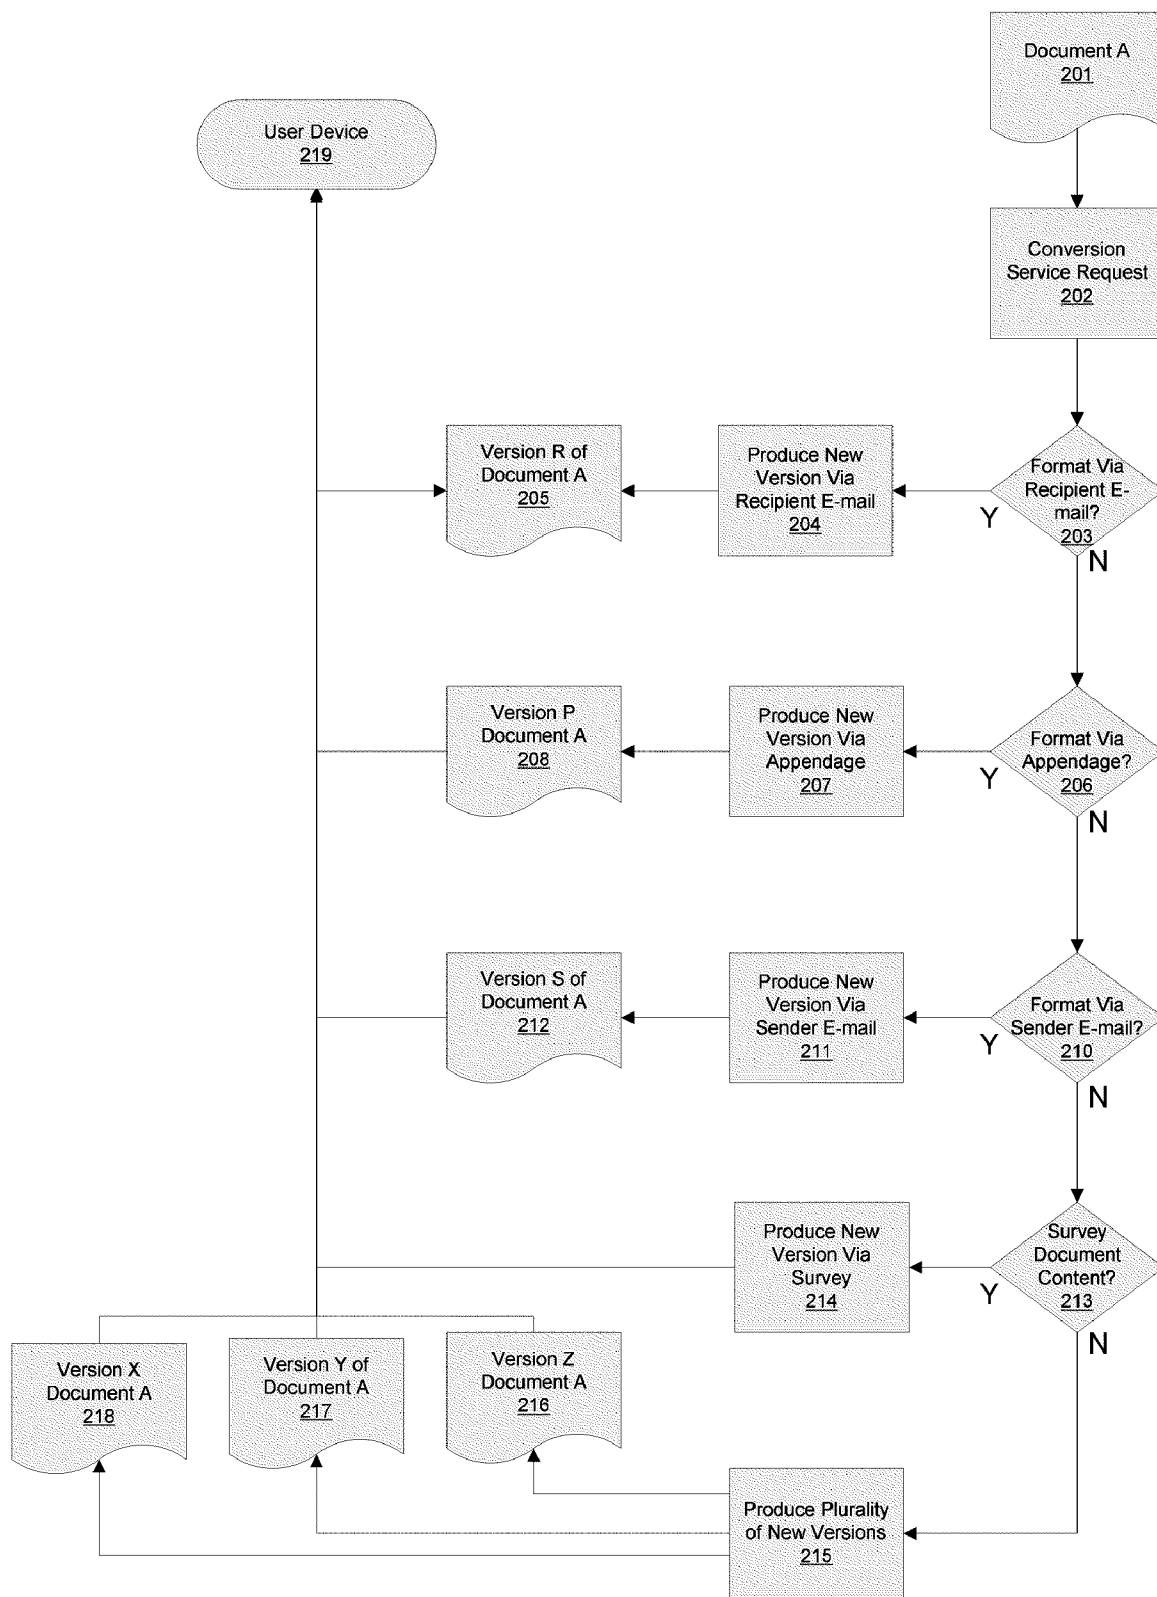 Document A
201
User Device
219
Conversion
Service Request
202
Version R of
Document A
205
Produce New
Version Via
Recipient E-mail
204
Format Via
Recipient E-
mail?
203
Y
N
Version P
Document A
208
Produce New
Version Via
Appendage
207
Format Via
Appendage?
206
Y
N
Version S of
Document A
212
Produce New
Version Via
Sender E-mail
211
Format Via
Sender E-mail?
210
Y
N
Produce New
Version Via
Survey
214
Survey
Document
Content?
213
Y
N
Version X
Document A
218
Version Y of
Document A
217
Version Z
Document A
216
Produce Plurality
of New Versions
215